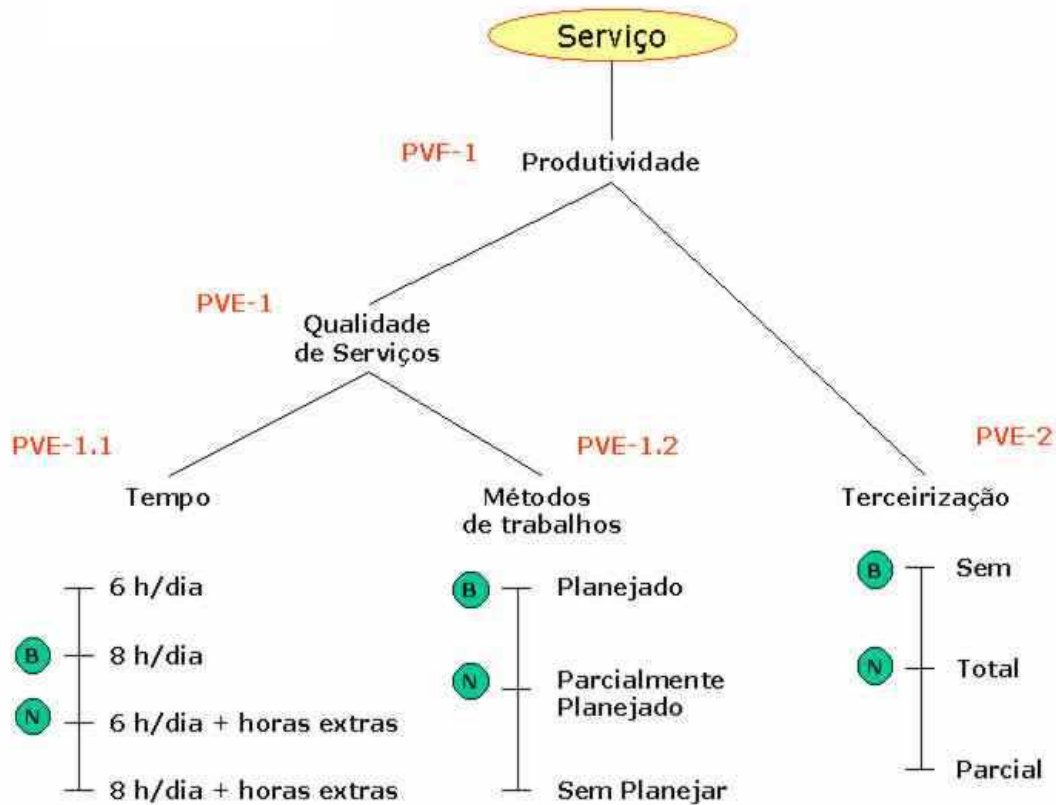 Serviço
PVF-1
Produtividade
PVE-1
Qualidade
de Serviços
PVE-1.1
Tempo
PVE-1.2
Métodos
de trabalhos
PVE-2
Terceirização
6 h/dia
B
8 h/dia
N
6 h/dia + horas extras
8 h/dia + horas extras
B
Planejado
N
Parcialmente
Planejado
Sem Planejar
B
Sem
N
Total
Parcial